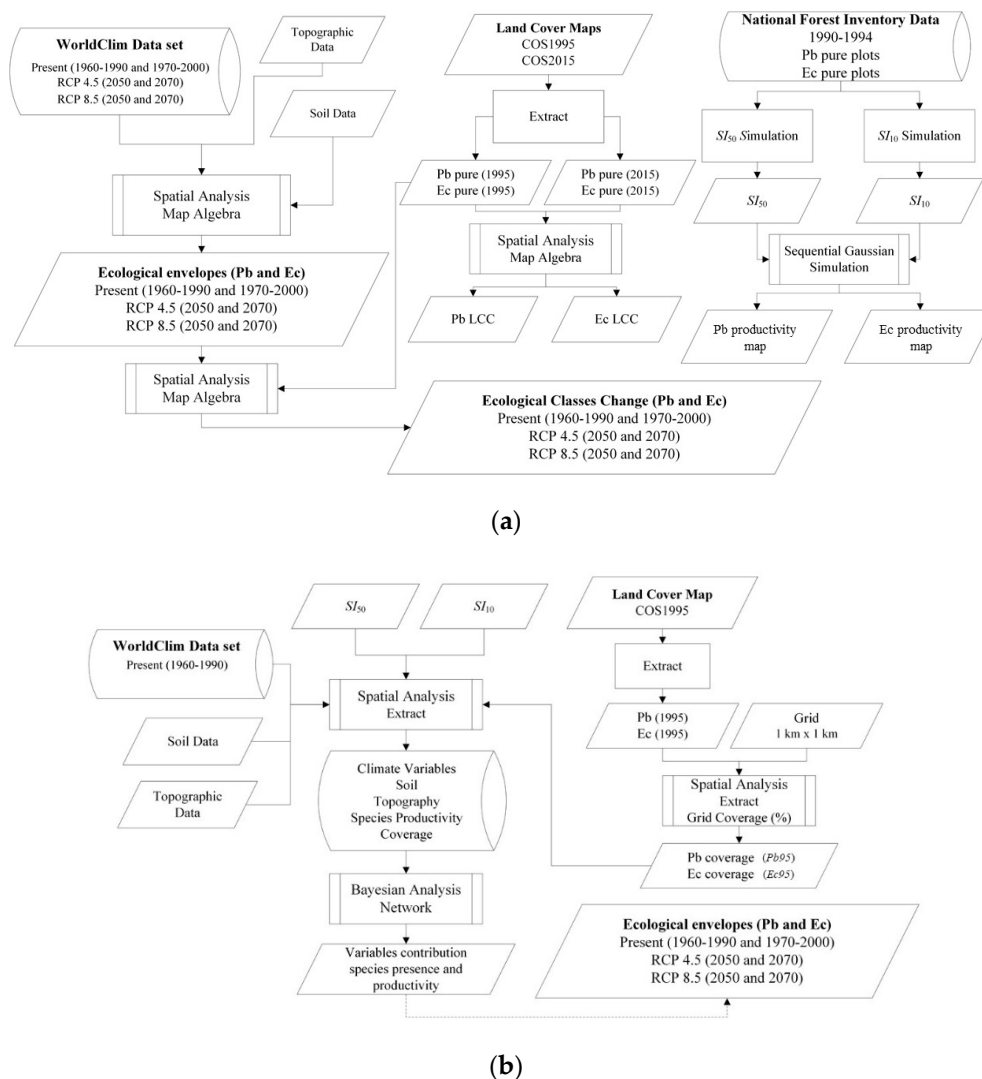 WorldClim Data set
Present (1960-1990 and 1970-2000)
RCP 4.5 (2050 and 2070)
RCP 8.5 (2050 and 2070)
Topographic
Data
Soil Data
Spatial Analysis
Map Algebra
Ecological envelopes (Pb and Ec)
Present (1960-1990 and 1970-2000)
RCP 4.5 (2050 and 2070)
RCP 8.5 (2050 and 2070)
Spatial Analysis
Map Algebra
Land Cover Maps
COS1995
COS2015
Extract
Pb pure (1995)
Ec pure (1995)
Pb pure (2015)
Ec pure (2015)
Spatial Analysis
Map Algebra
Pb LCC
Ec LCC
National Forest Inventory Data
1990-1994
Pb pure plots
Ec pure plots
SI50 Simulation
SI10 Simulation
SI50
SI10
Sequential Gaussian
Simulation
Pb productivity
map
Ec productivity
map
Ecological Classes Change (Pb and Ec)
Present (1960-1990 and 1970-2000)
RCP 4.5 (2050 and 2070)
RCP 8.5 (2050 and 2070)
(a)
SI50
SI10
WorldClim Data set
Present (1960-1990)
Soil Data
Topographic
Data
Spatial Analysis
Extract
Climate Variables
Soil
Topography
Species Productivity
Coverage
Bayesian Analysis
Network
Variables contribution
species presence and
productivity
Land Cover Map
COS1995
Extract
Pb (1995)
Ec (1995)
Grid
1 km x 1 km
Spatial Analysis
Extract
Grid Coverage (%)
Pb coverage (Pb95)
Ec coverage (Ec95)
Ecological envelopes (Pb and Ec)
Present (1960-1990 and 1970-2000)
RCP 4.5 (2050 and 2070)
RCP 8.5 (2050 and 2070)
(b)